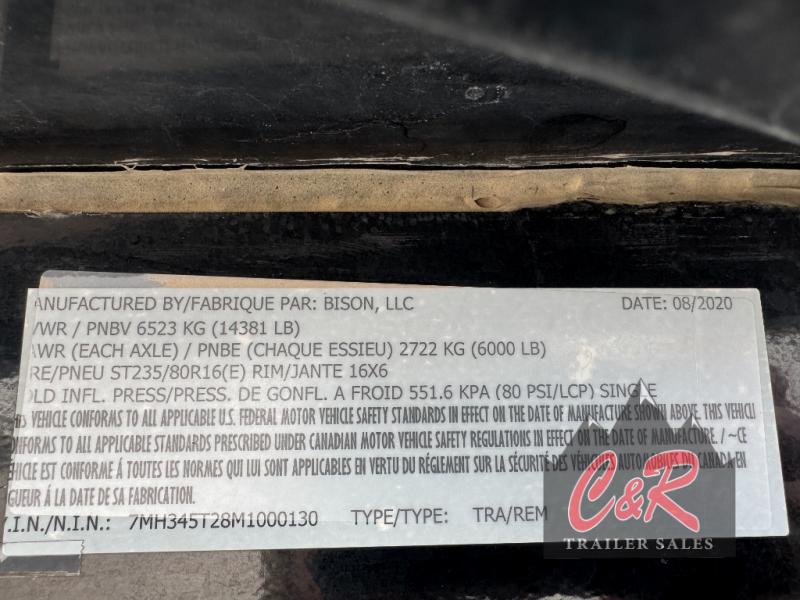 ANUFACTURED BY/FABRIQUE PAR: BISON, LLC DATE: 08/2020
VWR / PNBV 6523 KG (14381 LB)
AWR (EACH AXLE) / PNBE (CHAQUE ESSIEU) 2722 KG (6000 LB)
RE/PNEU ST235/80R16(E) RIM/JANTE 16X6
OLD INFL. PRESS/PRESS. DE GONFL. A FROID 551.6 KPA (80 PSI/LCP) SINGLE
THIS VEHICLE CONFORMS TO ALL APPLICABLE U.S. FEDERAL MOTOR VEHICLE SAFETY STANDARDS IN EFFECT ON THE DATE OF MANUFACTURE SHOWN ABOVE. THIS VEHICL
ONFORMS TO ALL APPLICABLE STANDARDS PRESCRIBED UNDER CANADIAN MOTOR VEHICLE SAFETY REGULATIONS IN EFFECT ON THE DATE OF MANUFACTURE. / ~CE
HICLE EST CONFORME Á TOUTES LES NORMES QUI LUI SONT APPLICABLES EN VERTU DU RÉGLEMENT SUR LA SÉCURITÉ DES VÉHICULES AUTOMOBILES DU CANADA EN
GUEUR Á LA DATE DE SA FABRICATION.
V.I.N./N.I.N.: 7MH345T28M1000130 TYPE/TYPE: TRA/REM
C&R
TRAILER SALES